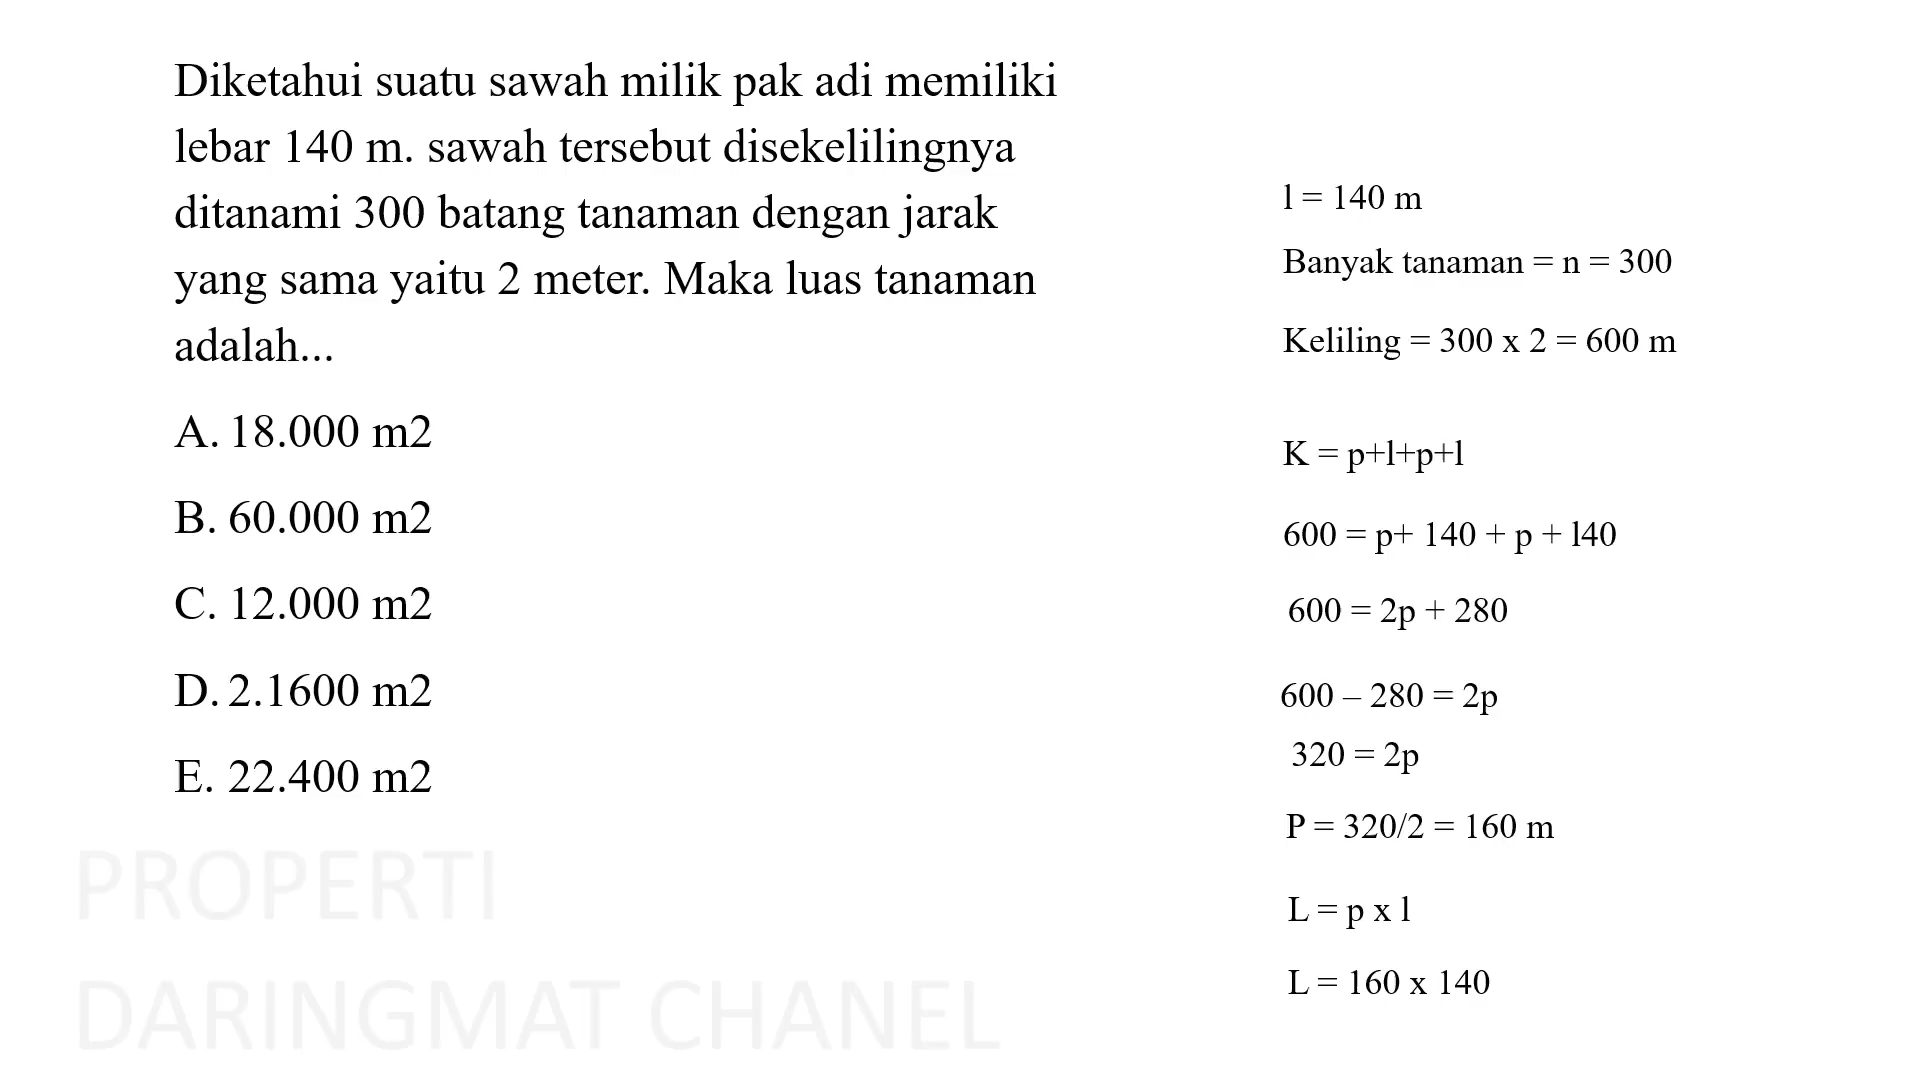 Diketahui suatu sawah milik pak adi memiliki
lebar 140 m. sawah tersebut disekelilingnya
ditanami 300 batang tanaman dengan jarak
yang sama yaitu 2 meter. Maka luas tanaman
adalah...
A. 18.000 m2
B. 60.000 m2
C. 12.000 m2
D. 2.1600 m2
E. 22.400 m2
l = 140 m
Banyak tanaman = n = 300
Keliling = 300 x 2 = 600 m
K = p+l+p+l
600 = p+ 140 + p + l40
600 = 2p + 280
600 – 280 = 2p
320 = 2p
P = 320/2 = 160 m
L = p x l
L = 160 x 140
PROPERTI
DARINGMAT CHANEL